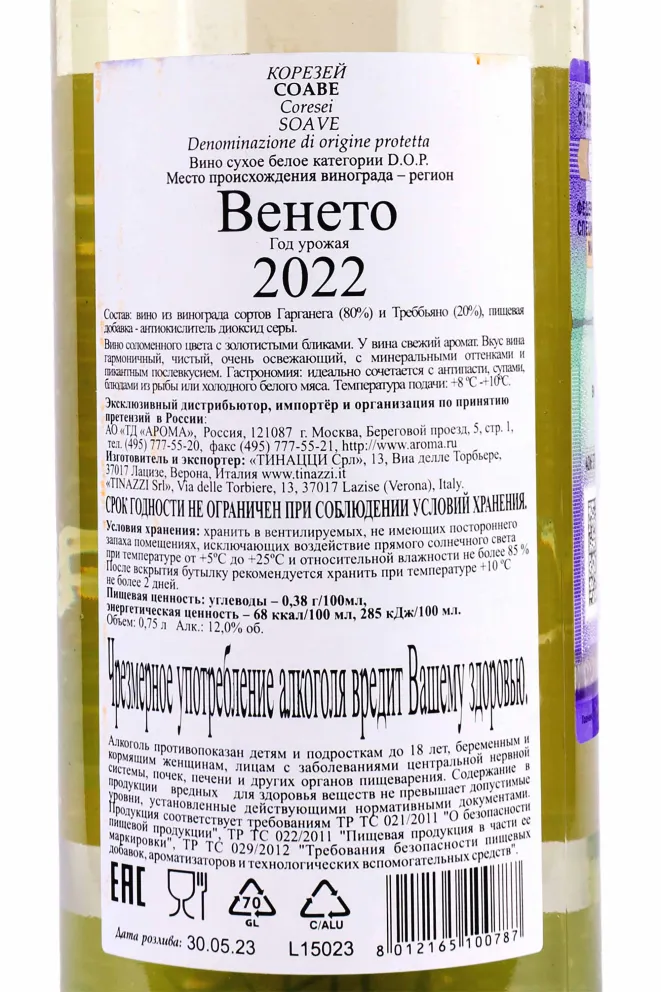 КОРЕЗЕЙ
СОАВЕ
Coresei
SOAVE
Denominazione di origine protetta
Вино сухое белое категории D.O.P.
Место происхождения винограда – регион
Венето
Год урожая
2022
Состав: вино из винограда сортов Гарганега (80%) и Треббьяно (20%), пищевая
добавка - антиокислитель диоксид серы.
Вино соломенного цвета с золотистыми бликами. У вина свежий аромат. Вкус вина
гармоничный, чистый, очень освежающий, с минеральными оттенками и
пикантным послевкусием. Гастрономия: идеально сочетается с антипасти, супами,
блюдами из рыбы или холодного белого мяса. Температура подачи: +8 °C -+10°C.
Эксклюзивный дистрибьютор, импортёр и организация по принятию
претензий в России:
АО «ТД «АРОМА», Россия, 121087 г. Москва, Береговой проезд, 5, стр. 1,
тел. (495) 777-55-20, факс (495) 777-55-21, http://www.aroma.ru
Изготовитель и экспортер: «ТИНАЦЦИ Срл», 13, Виа делле Торбьере,
37017 Лацизе, Верона, Италия www.tinazzi.it
«TINAZZI Srl», Via delle Torbiere, 13, 37017 Lazise (Verona), Italy.
СРОК ГОДНОСТИ НЕ ОГРАНИЧЕН ПРИ СОБЛЮДЕНИИ УСЛОВИЙ ХРАНЕНИЯ.
Условия хранения: хранить в вентилируемых, не имеющих постороннего
запаха помещениях, исключающих воздействие прямого солнечного света
при температуре от +5°C до +25°C и относительной влажности не более 85 %
После вскрытия бутылку рекомендуется хранить при температуре +10 °C
не более 2 дней.
Пищевая ценность: углеводы – 0,38 г/100мл,
энергетическая ценность – 68 ккал/100 мл, 285 кДж/100 мл.
Объем: 0,75 л Алк.: 12,0% об.
Чрезмерное употребление алкоголя вредит Вашему здоровью.
Алкоголь противопоказан детям и подросткам до 18 лет, беременным и
кормящим женщинам, лицам с заболеваниями центральной нервной
системы, почек, печени и других органов пищеварения. Содержание в
продукции вредных для здоровья веществ не превышает допустимые
уровни, установленные действующими нормативными документами.
Продукция соответствует требованиям ТР ТС 021/2011 "О безопасности
пищевой продукции", ТР ТС 022/2011 "Пищевая продукция в части ее
маркировки", ТР ТС 029/2012 "Требования безопасности пищевых
добавок, ароматизаторов и технологических вспомогательных средств".
EAC
70
GL
C/ALU
Дата розлива: 30.05.23 L15023
8 012165 100787